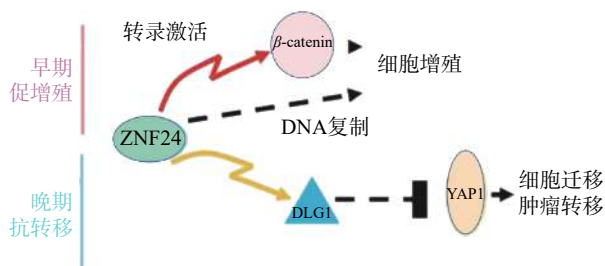 转录激活
β-catenin
早期
促增殖
细胞增殖
ZNF24
DNA复制
晚期
抗转移
DLG1
YAP1
细胞迁移
肿瘤转移